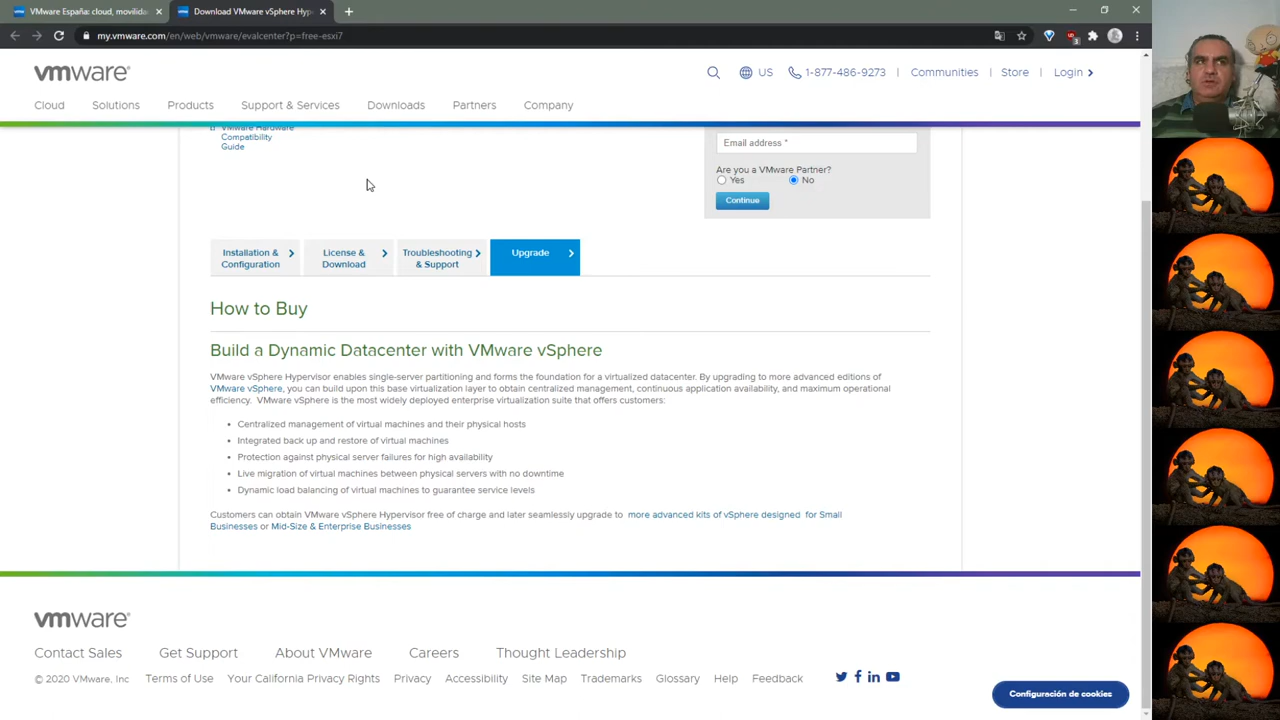 VMware España: cloud, movilida
Download VMware vSphere Hype
my.vmware.com/en/web/vmware/evalcenter?p=free-esxi7
3
vmware®
US
1-877-486-9273
Communities
Store
Login
Cloud
Solutions
Products
Support & Services
Downloads
Partners
Company
VMware Hardware
Compatibility
Guide
Email address *
Are you a VMware Partner?
Yes
No
Continue
Installation &
Configuration
License &
Download
Troubleshooting
& Support
Upgrade
How to Buy
Build a Dynamic Datacenter with VMware vSphere
VMware vSphere Hypervisor enables single-server partitioning and forms the foundation for a virtualized datacenter. By upgrading to more advanced editions of
VMware vSphere, you can build upon this base virtualization layer to obtain centralized management, continuous application availability, and maximum operational
efficiency. VMware vSphere is the most widely deployed enterprise virtualization suite that offers customers:
• Centralized management of virtual machines and their physical hosts
• Integrated back up and restore of virtual machines
• Protection against physical server failures for high availability
• Live migration of virtual machines between physical servers with no downtime
• Dynamic load balancing of virtual machines to guarantee service levels
Customers can obtain VMware vSphere Hypervisor free of charge and later seamlessly upgrade to more advanced kits of vSphere designed for Small
Businesses or Mid-Size & Enterprise Businesses
vmware®
Contact Sales
Get Support
About VMware
Careers
Thought Leadership
© 2020 VMware, Inc
Terms of Use
Your California Privacy Rights
Privacy
Accessibility
Site Map
Trademarks
Glossary
Help
Feedback
Configuración de cookies